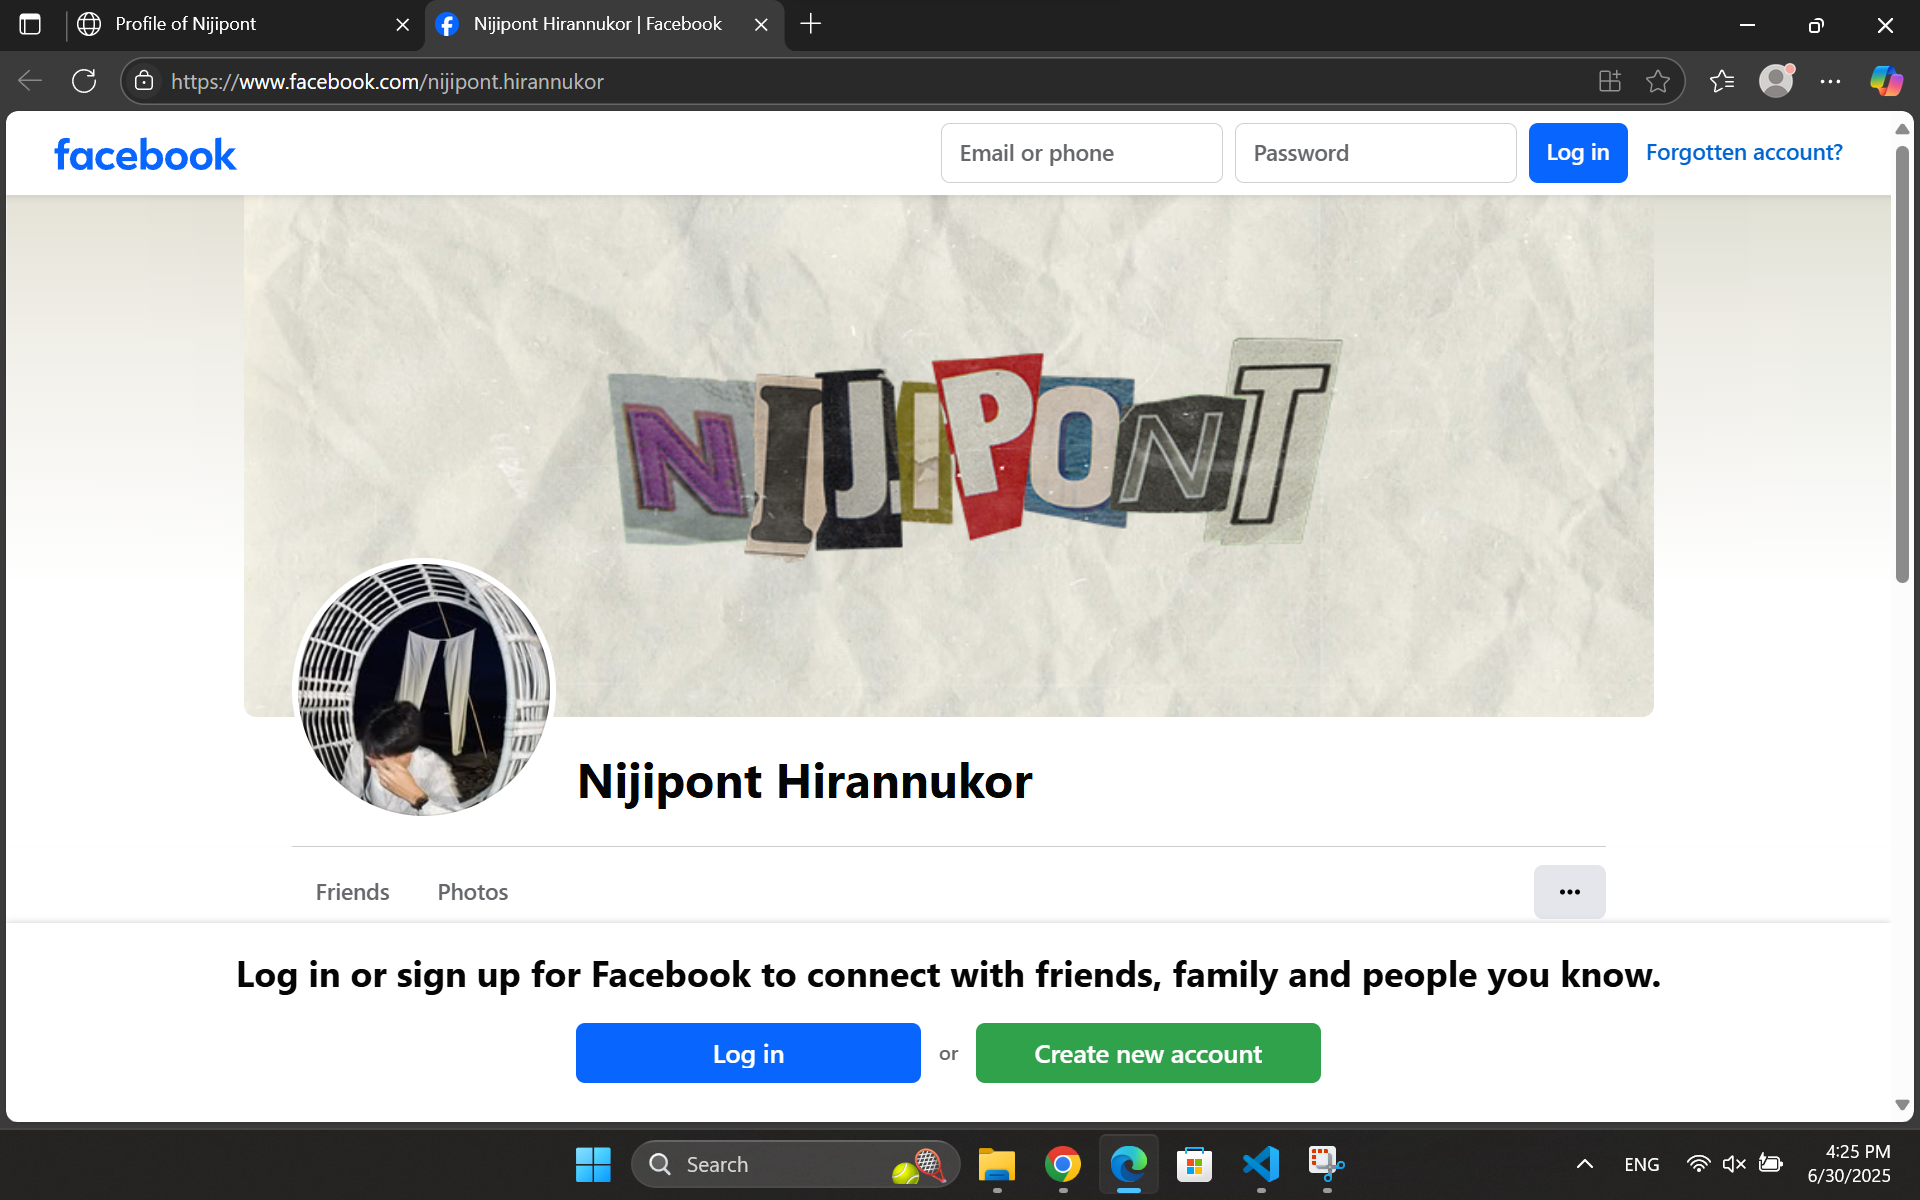 Profile of Nijipont
Nijipont Hirannukor | Facebook
https://www.facebook.com/nijipont.hirannukor
facebook
Email or phone
Password
Log in
Forgotten account?
NIJIPONT
Nijipont Hirannukor
Friends
Photos
Log in or sign up for Facebook to connect with friends, family and people you know.
Log in
or
Create new account
Search
ENG
4:25 PM
6/30/2025